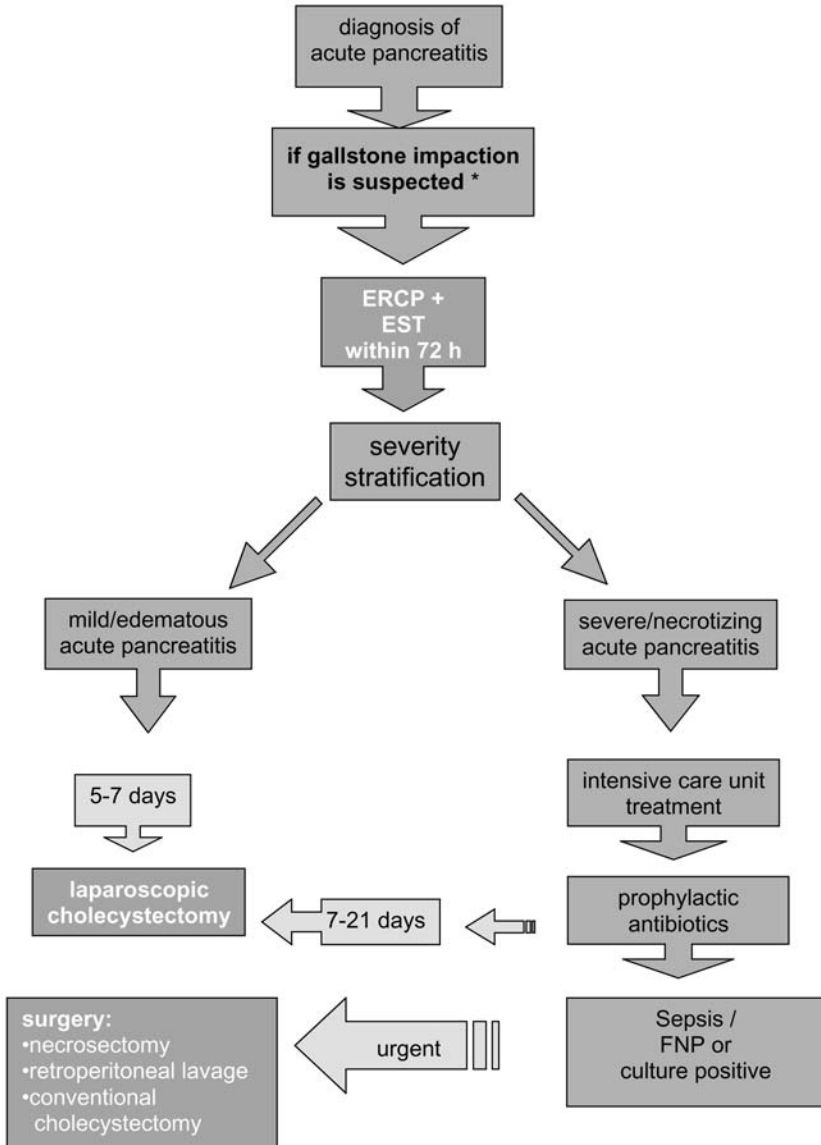 diagnosis of
acute pancreatitis
if gallstone impaction
is suspected *
ERCP +
EST
within 72 h
severity
stratification
mild/edematous
acute pancreatitis
severe/necrotizing
acute pancreatitis
5-7 days
intensive care unit
treatment
laparoscopic
cholecystectomy
7-21 days
prophylactic
antibiotics
surgery:
•necrosectomy
•retroperitoneal lavage
•conventional
cholecystectomy
urgent
Sepsis /
FNP or
culture positive